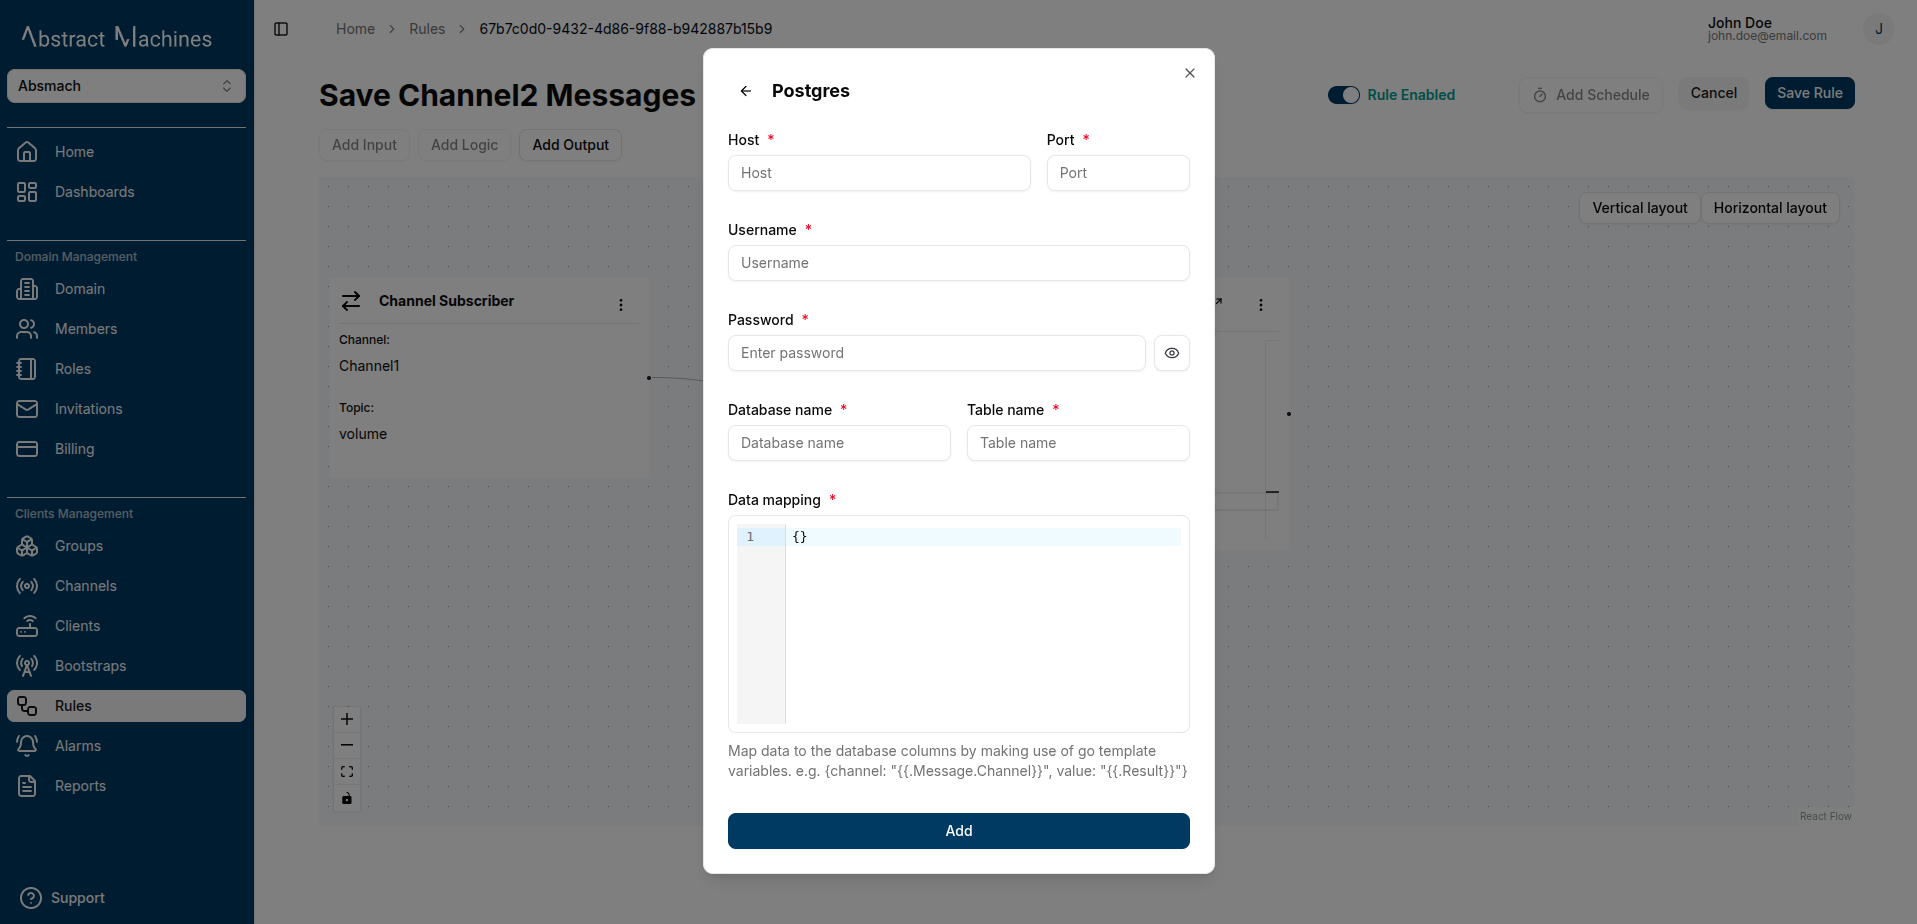 Abstract Machines
Absmach
Home
Dashboards
Domain Management
Domain
Members
Roles
Invitations
Billing
Clients Management
Groups
Channels
Clients
Bootstraps
Rules
Alarms
Reports
Support
Home > Rules > 67b7c0d0-9432-4d86-9f88-b942887b15b9
John Doe
john.doe@email.com
J
Save Channel2 Messages
Rule Enabled
Add Schedule
Cancel
Save Rule
Add Input
Add Logic
Add Output
Vertical layout
Horizontal layout
Channel Subscriber
Channel:
Channel1
Topic:
volume
React Flow
Postgres
Host *
Port *
Host
Port
Username *
Username
Password *
Enter password
Database name *
Table name *
Database name
Table name
Data mapping *
1 {}
Map data to the database columns by making use of go template
variables. e.g. {channel: "{{.Message.Channel}}", value: "{{.Result}}"}
Add